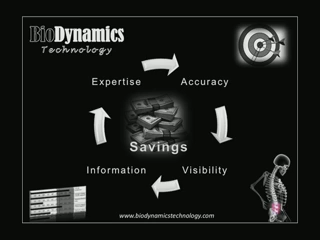 BioDynamics
Technology
Expertise
Accuracy
Savings
Information
Visibility
www.biodynamicstechnology.com